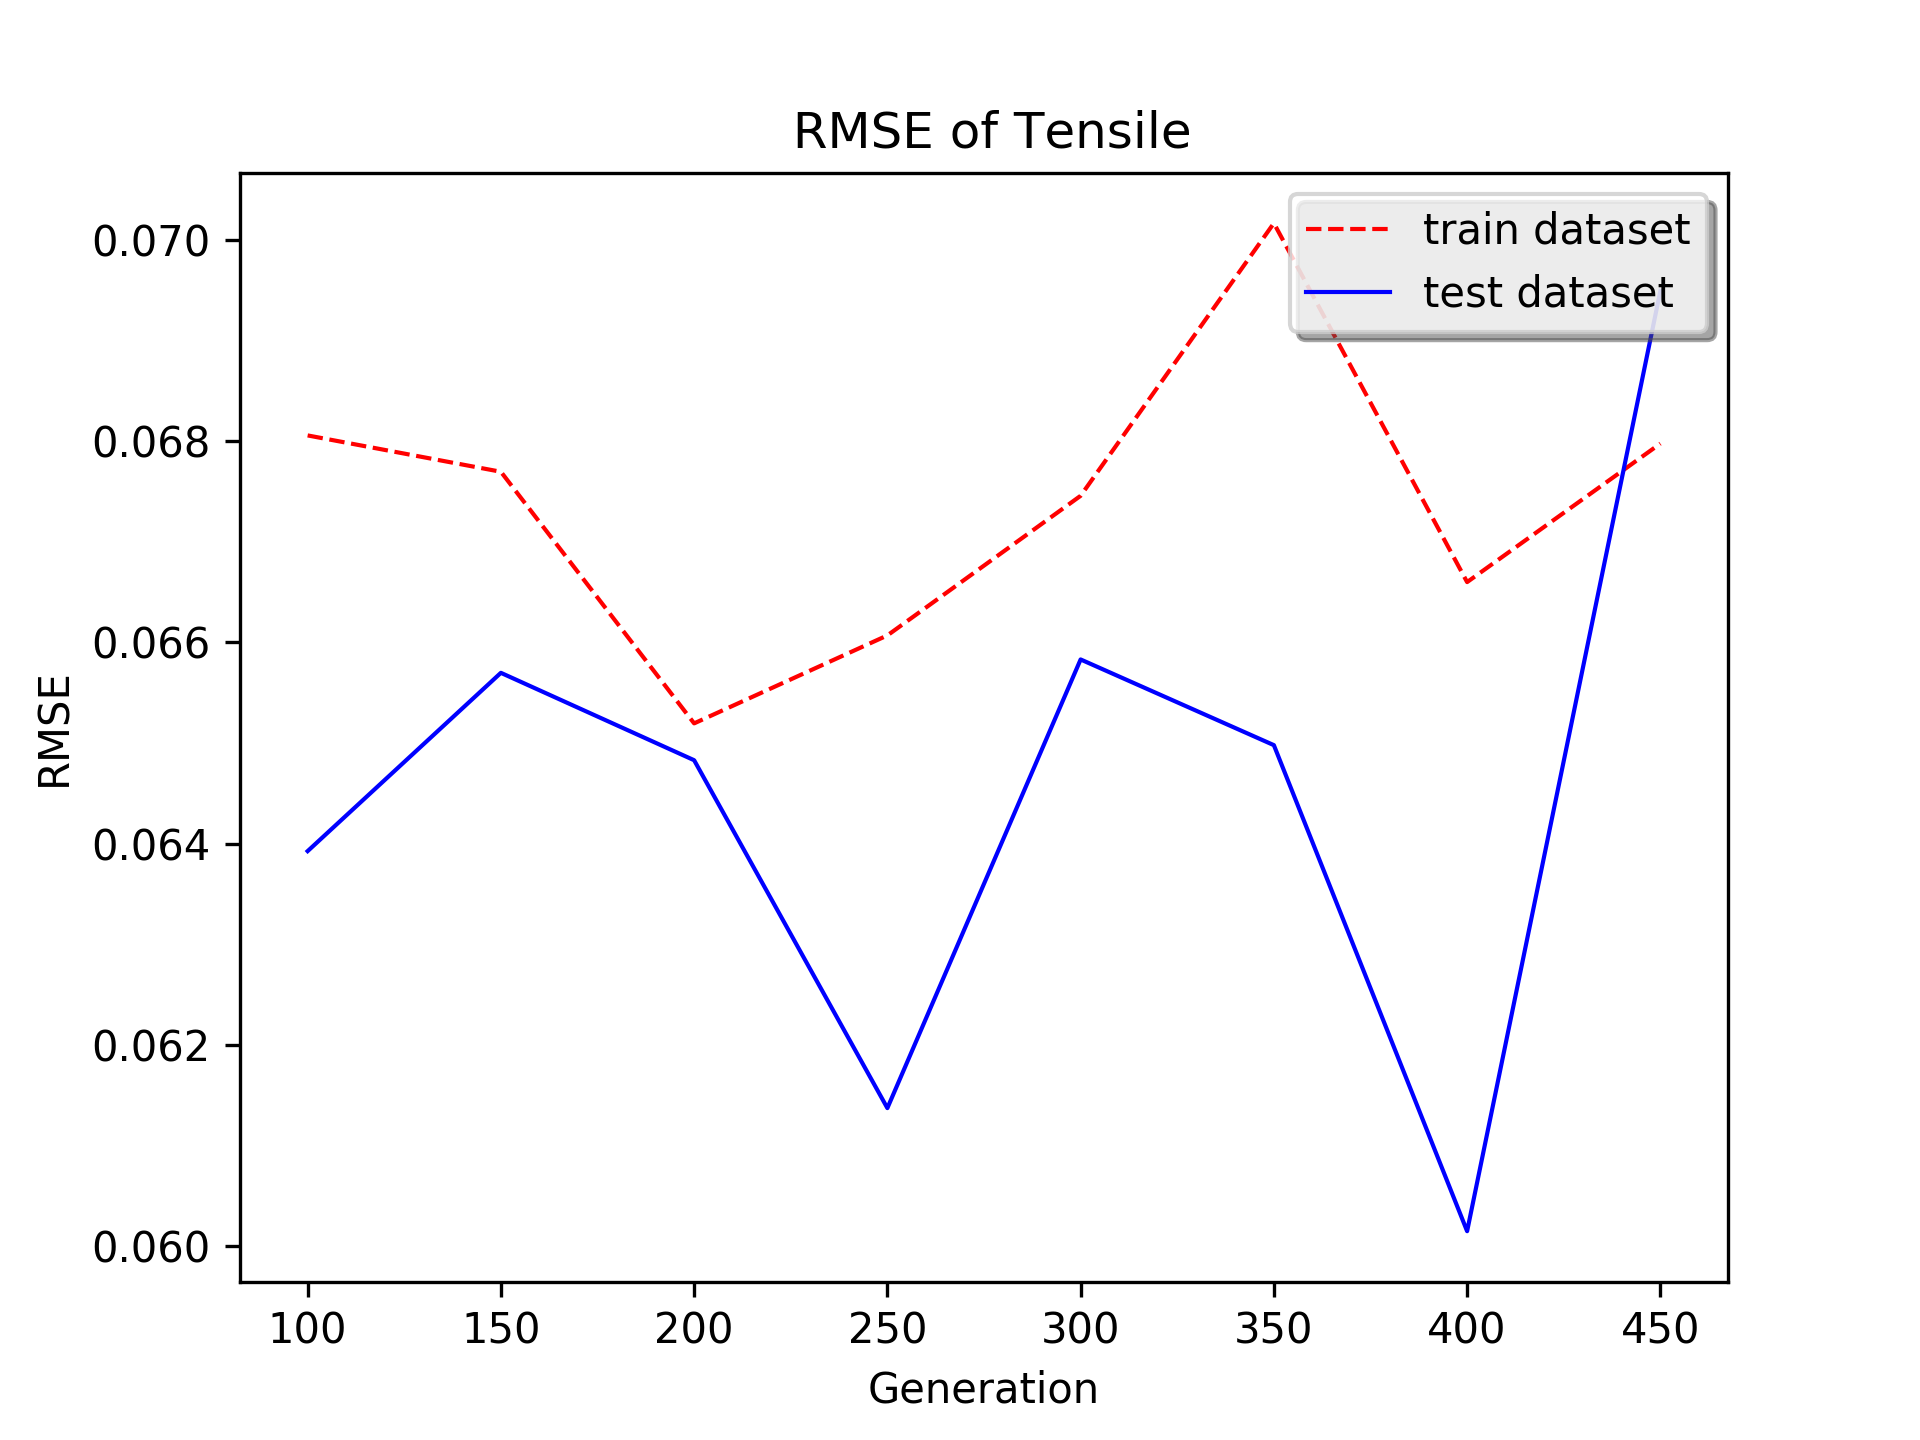 RMSE of Tensile
train dataset
test dataset
RMSE
0.070
0.068
0.066
0.064
0.062
0.060
100 150 200 250 300 350 400 450
Generation